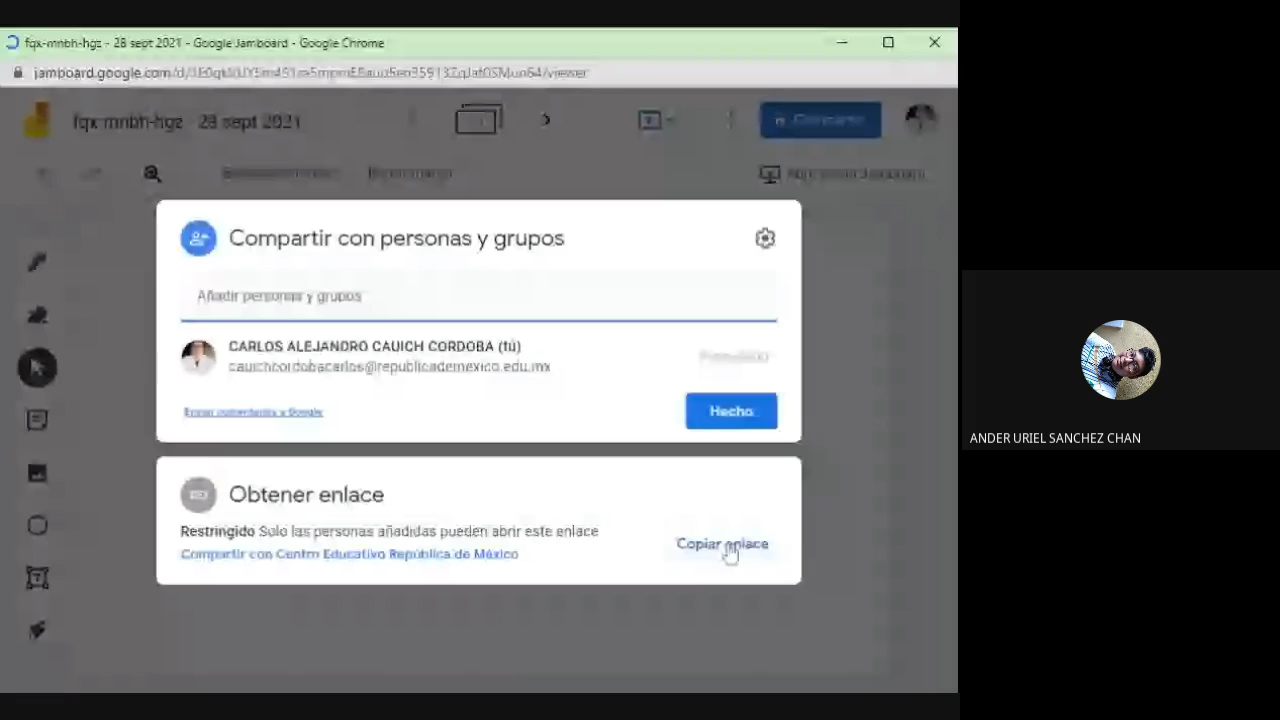 fqx-mnbh-hgz - 28 sept 2021 - Google Jamboard - Google Chrome
fqx-mnbh-hgz - 28 sept 2021
Compartir
Compartir con personas y grupos
Añadir personas y grupos
CARLOS ALEJANDRO CAUICH CORDOBA (tú)
cauichcordobacarlos@republicademexico.edu.mx
Propietario
Enviar comentarios a Google
Hecho
Obtener enlace
Restringido Solo las personas añadidas pueden abrir este enlace
Copiar enlace
Compartir con Centro Educativo República de México
ANDER URIEL SANCHEZ CHAN